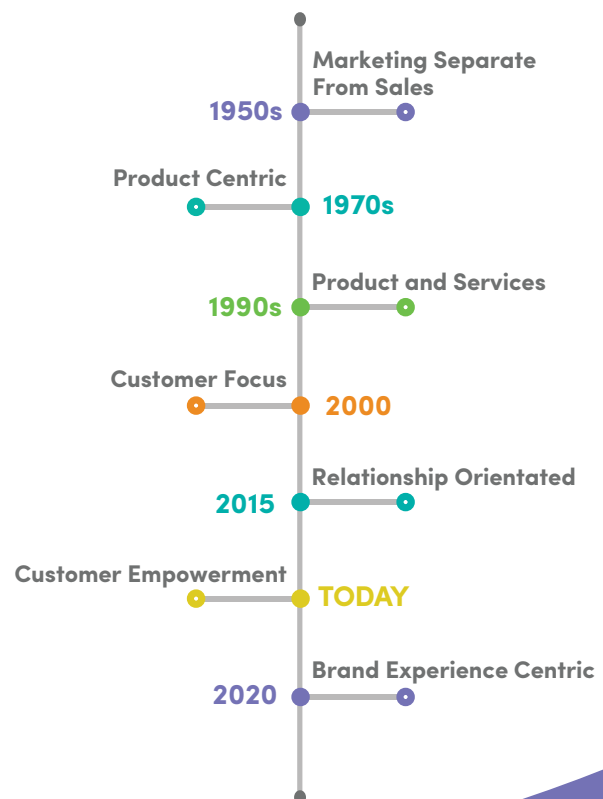 Marketing Separate
From Sales
1950s
Product Centric
1970s
Product and Services
1990s
Customer Focus
2000
Relationship Orientated
2015
Customer Empowerment
TODAY
Brand Experience Centric
2020